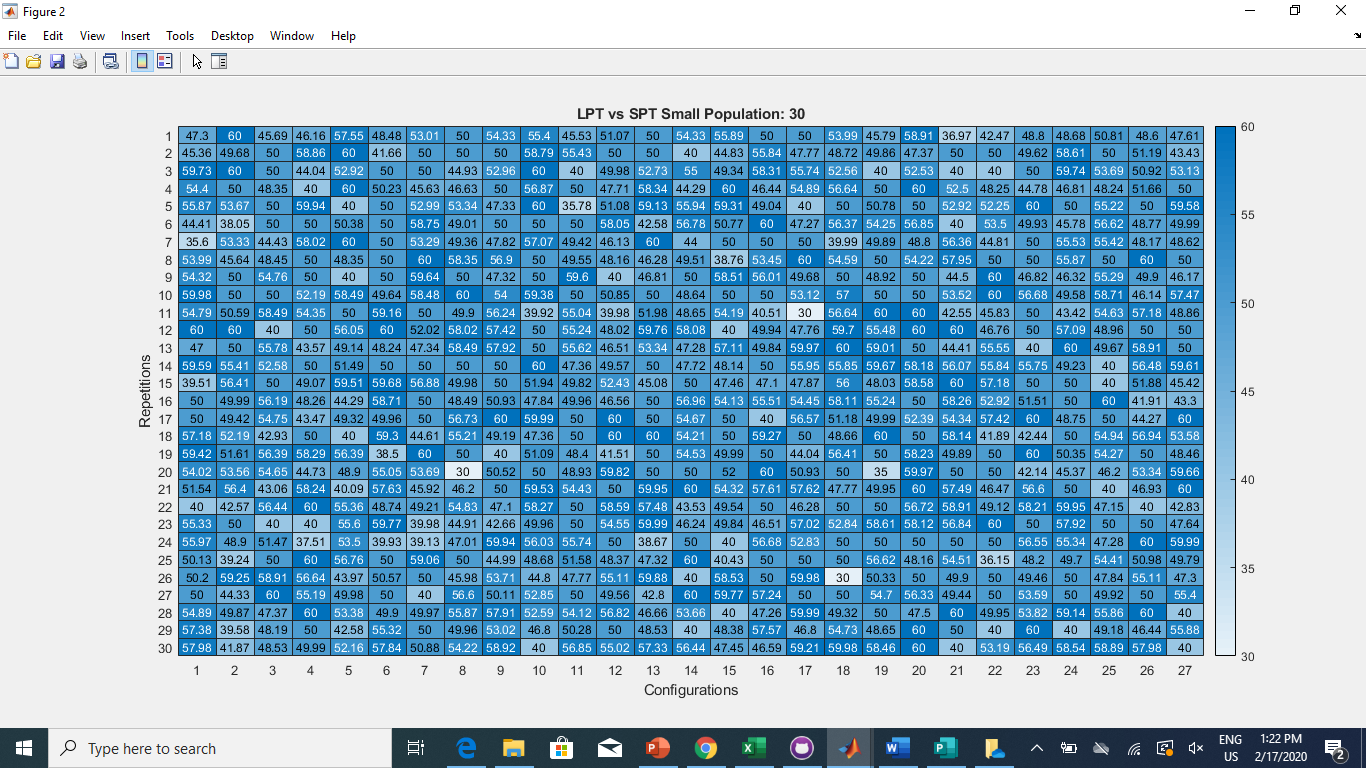 Figure 2
File Edit View Insert Tools Desktop Window Help
LPT vs SPT Small Population: 30
1 47.3 60 45.69 46.16 57.55 48.48 53.01 50 54.33 55.4 45.53 51.07 50 54.33 55.89 50 50 53.99 45.79 58.91 36.97 42.47 48.8 48.68 50.81 48.6 47.61 60
2 45.36 49.68 50 58.86 60 41.66 50 50 50 58.79 55.43 50 50 40 44.83 55.84 47.77 48.72 49.86 47.37 50 50 49.62 58.61 50 51.19 43.43
3 59.73 60 50 44.04 52.92 50 50 44.93 52.96 60 40 49.98 52.73 55 49.34 58.31 55.74 52.56 40 52.53 40 40 50 59.74 53.69 50.92 53.13
4 54.4 50 48.35 40 60 50.23 45.63 46.63 50 56.87 50 47.71 58.34 44.29 60 46.44 54.89 56.64 50 60 52.5 48.25 44.78 46.81 48.24 51.66 50
5 55.87 53.67 50 59.94 40 50 52.99 53.34 47.33 60 35.78 51.08 59.13 55.94 59.31 49.04 40 50 50.78 50 52.92 52.25 60 50 55.22 50 59.58 55
6 44.41 38.05 50 50 50.38 50 58.75 49.01 50 50 50 58.05 42.58 56.78 50.77 60 47.27 56.37 54.25 56.85 40 53.5 49.93 45.78 56.62 48.77 49.99
7 35.6 53.33 44.43 58.02 60 50 53.29 49.36 47.82 57.07 49.42 46.13 60 44 50 50 50 39.99 49.89 48.8 56.36 44.81 50 55.53 55.42 48.17 48.62
8 53.99 45.64 48.45 50 48.35 50 60 58.35 56.9 50 49.55 48.16 46.28 49.51 38.76 53.45 60 54.59 50 54.22 57.95 50 50 55.87 50 60 50
9 54.32 50 54.76 50 40 50 59.64 50 47.32 50 59.6 40 46.81 50 58.51 56.01 49.68 50 48.92 50 44.5 60 46.82 46.32 55.29 49.9 46.17
10 59.98 50 50 52.19 58.49 49.64 58.48 60 54 59.38 50 50.85 50 48.64 50 50 53.12 57 50 50 53.52 60 56.68 49.58 58.71 46.14 57.47 50
11 54.79 50.59 58.49 54.35 50 59.16 50 49.9 56.24 39.92 55.04 39.98 51.98 48.65 54.19 40.51 30 56.64 60 60 42.55 45.83 50 43.42 54.63 57.18 48.86
12 60 60 40 50 56.05 60 52.02 58.02 57.42 50 55.24 48.02 59.76 58.08 40 49.94 47.76 59.7 55.48 60 60 46.76 50 57.09 48.96 50 50
13 47 50 55.78 43.57 49.14 48.24 47.34 58.49 57.92 50 55.62 46.51 53.34 47.28 57.11 49.84 59.97 60 59.01 50 44.41 55.55 40 60 49.67 58.91 50
14 59.59 55.41 52.58 50 51.49 50 50 50 50 60 47.36 49.57 50 47.72 48.14 50 55.95 55.85 59.67 58.18 56.07 55.84 55.75 49.23 40 56.48 59.61
15 39.51 56.41 50 49.07 59.51 59.68 56.88 49.98 50 51.94 49.82 52.43 45.08 50 47.46 47.1 47.87 56 48.03 58.58 60 57.18 50 50 40 51.88 45.42 45
16 50 49.99 56.19 48.26 44.29 58.71 50 48.49 50.93 47.84 49.96 46.56 50 56.96 54.13 55.51 54.45 58.11 55.24 50 58.26 52.92 51.51 50 60 41.91 43.3
17 50 49.42 54.75 43.47 49.32 49.96 50 56.73 60 59.99 50 60 50 54.67 50 40 56.57 51.18 49.99 52.39 54.34 57.42 60 48.75 50 44.27 60
18 57.18 52.19 42.93 50 40 59.3 44.61 55.21 49.19 47.36 50 60 60 54.21 50 59.27 50 48.66 60 50 58.14 41.89 42.44 50 54.94 56.94 53.58
19 59.42 51.61 56.39 58.29 56.39 38.5 60 50 40 51.09 48.4 41.51 50 54.53 49.99 50 44.04 56.41 50 58.23 49.89 50 60 50.35 54.27 50 48.46
20 54.02 53.56 54.65 44.73 48.9 55.05 53.69 30 50.52 50 48.93 59.82 50 50 52 60 50.93 50 35 59.97 50 50 42.14 45.37 46.2 53.34 59.66 40
21 51.54 56.4 43.06 58.24 40.09 57.63 45.92 46.2 50 59.53 54.43 50 59.95 60 54.32 57.61 57.62 47.77 49.95 60 57.49 46.47 56.6 50 40 46.93 60
22 40 42.57 56.44 60 55.36 48.74 49.21 54.83 47.1 58.27 50 58.59 57.48 43.53 49.54 50 46.28 50 50 56.72 58.91 49.12 58.21 59.95 47.15 40 42.83
23 55.33 50 40 40 55.6 59.77 39.98 44.91 42.66 49.96 50 54.55 59.99 46.24 49.84 46.51 57.02 52.84 58.61 58.12 56.84 60 50 57.92 50 50 47.64
24 55.97 48.9 51.47 37.51 53.5 39.93 39.13 47.01 59.94 56.03 55.74 50 38.67 50 40 56.68 52.83 50 50 50 50 50 56.55 55.34 47.28 60 59.99
25 50.13 39.24 50 60 56.76 50 59.06 50 44.99 48.68 51.58 48.37 47.32 60 40.43 50 50 50 56.62 48.16 54.51 36.15 48.2 49.7 54.41 50.98 49.79 35
26 50.2 59.25 58.91 56.64 43.97 50.57 50 45.98 53.71 44.8 47.77 55.11 59.88 40 58.53 50 59.98 30 50.33 50 49.9 50 49.46 50 47.84 55.11 47.3
27 50 44.33 60 55.19 49.98 50 40 56.6 50.11 52.85 50 49.56 42.8 60 59.77 57.24 50 50 54.7 56.33 49.44 50 53.59 50 49.92 50 55.4
28 54.89 49.87 47.37 60 53.38 49.9 49.97 55.87 57.91 52.59 54.12 56.82 46.66 53.66 40 47.26 59.99 49.32 50 47.5 60 49.95 53.82 59.14 55.86 60 40
29 57.38 39.58 48.19 50 42.58 55.32 50 49.96 53.02 46.8 50.28 50 48.53 40 48.38 57.57 46.8 54.73 48.65 60 50 40 60 40 49.18 46.44 55.88
30 57.98 41.87 48.53 49.99 52.16 57.84 50.88 54.22 58.92 40 56.85 55.02 57.33 56.44 47.45 46.59 59.21 59.98 58.46 60 40 53.19 56.49 58.54 58.89 57.98 40 30
Repetitions
1 2 3 4 5 6 7 8 9 10 11 12 13 14 15 16 17 18 19 20 21 22 23 24 25 26 27
Configurations
Type here to search
ENG
US
1:22 PM
2/17/2020
2